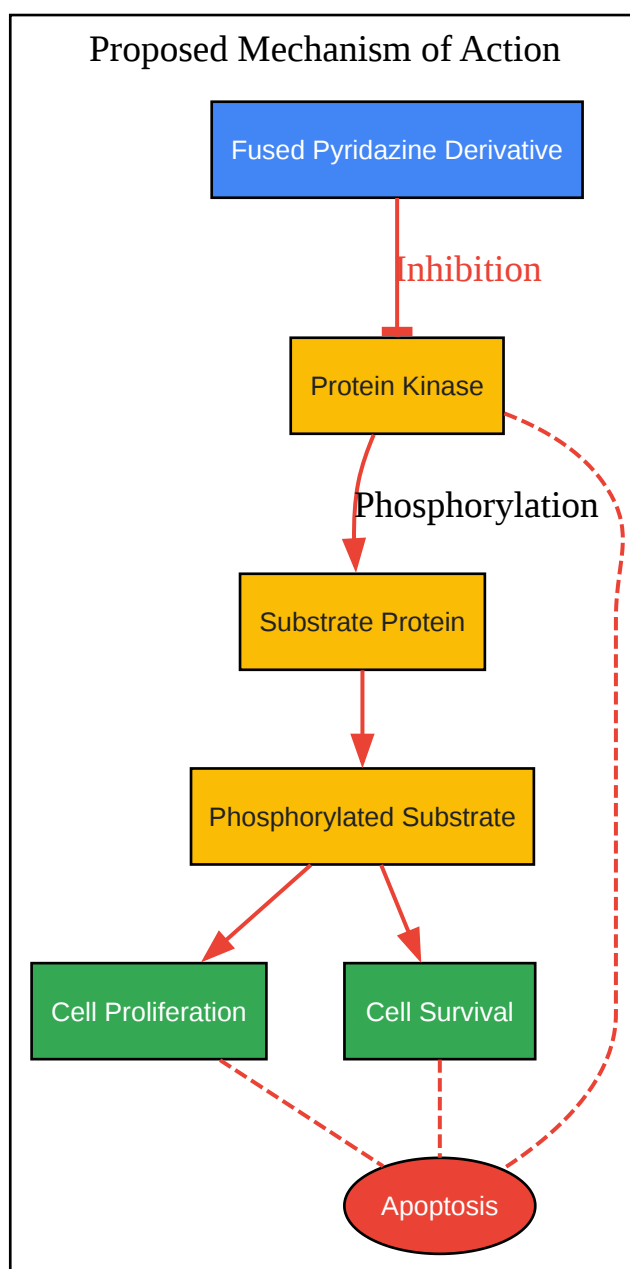 Proposed Mechanism of Action
Fused Pyridazine Derivative
Inhibition
Protein Kinase
Phosphorylation
Substrate Protein
Phosphorylated Substrate
Cell Proliferation
Cell Survival
Apoptosis